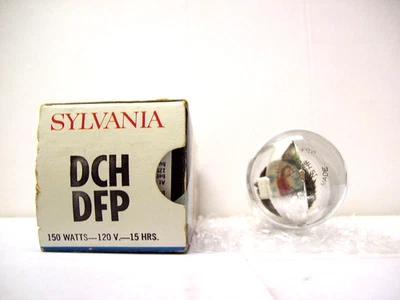 SYLVANIA
DCH
DFP
150 WATTS—120 V.—15 HRS.